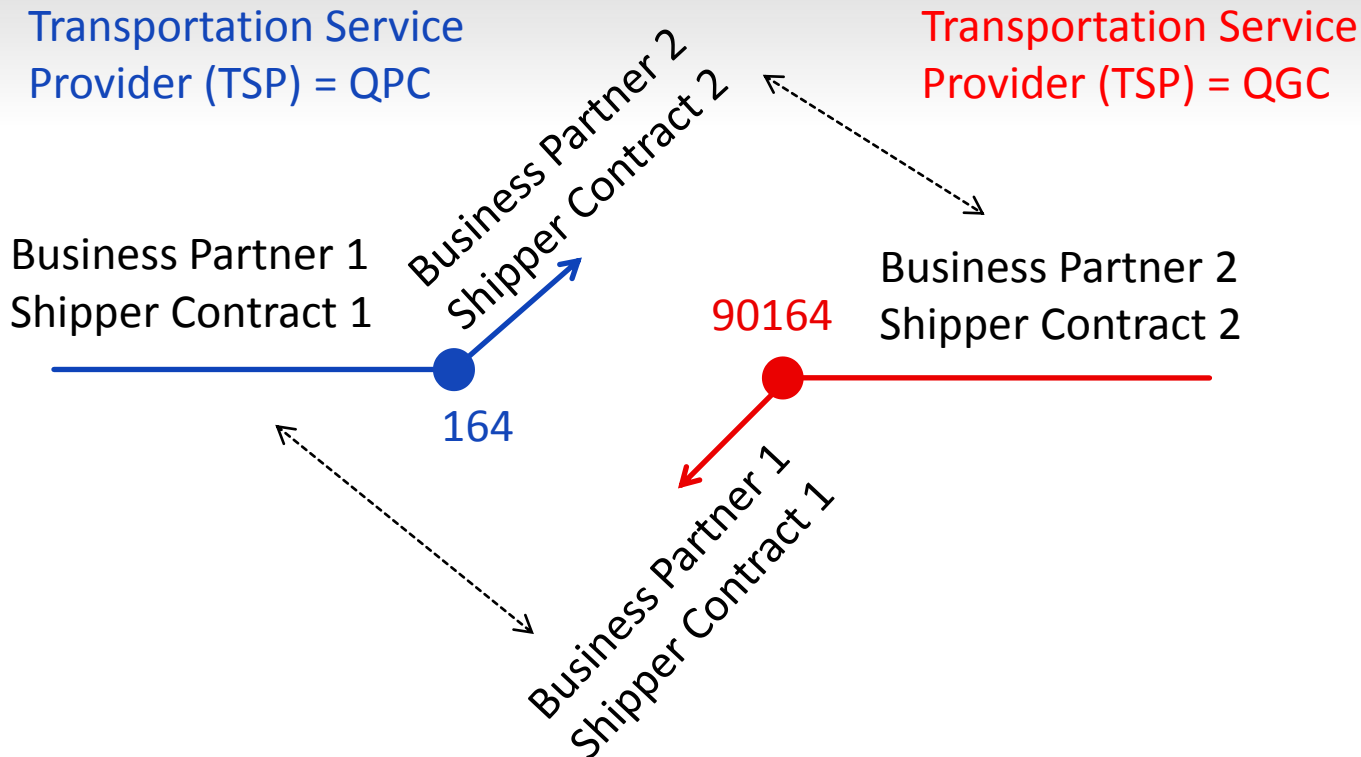 Transportation Service
Provider (TSP) = QPC
Transportation Service
Provider (TSP) = QGC
Business Partner 2
Shipper Contract 2
Business Partner 1
Shipper Contract 1
164
90164
Business Partner 2
Shipper Contract 2
Business Partner 1
Shipper Contract 1